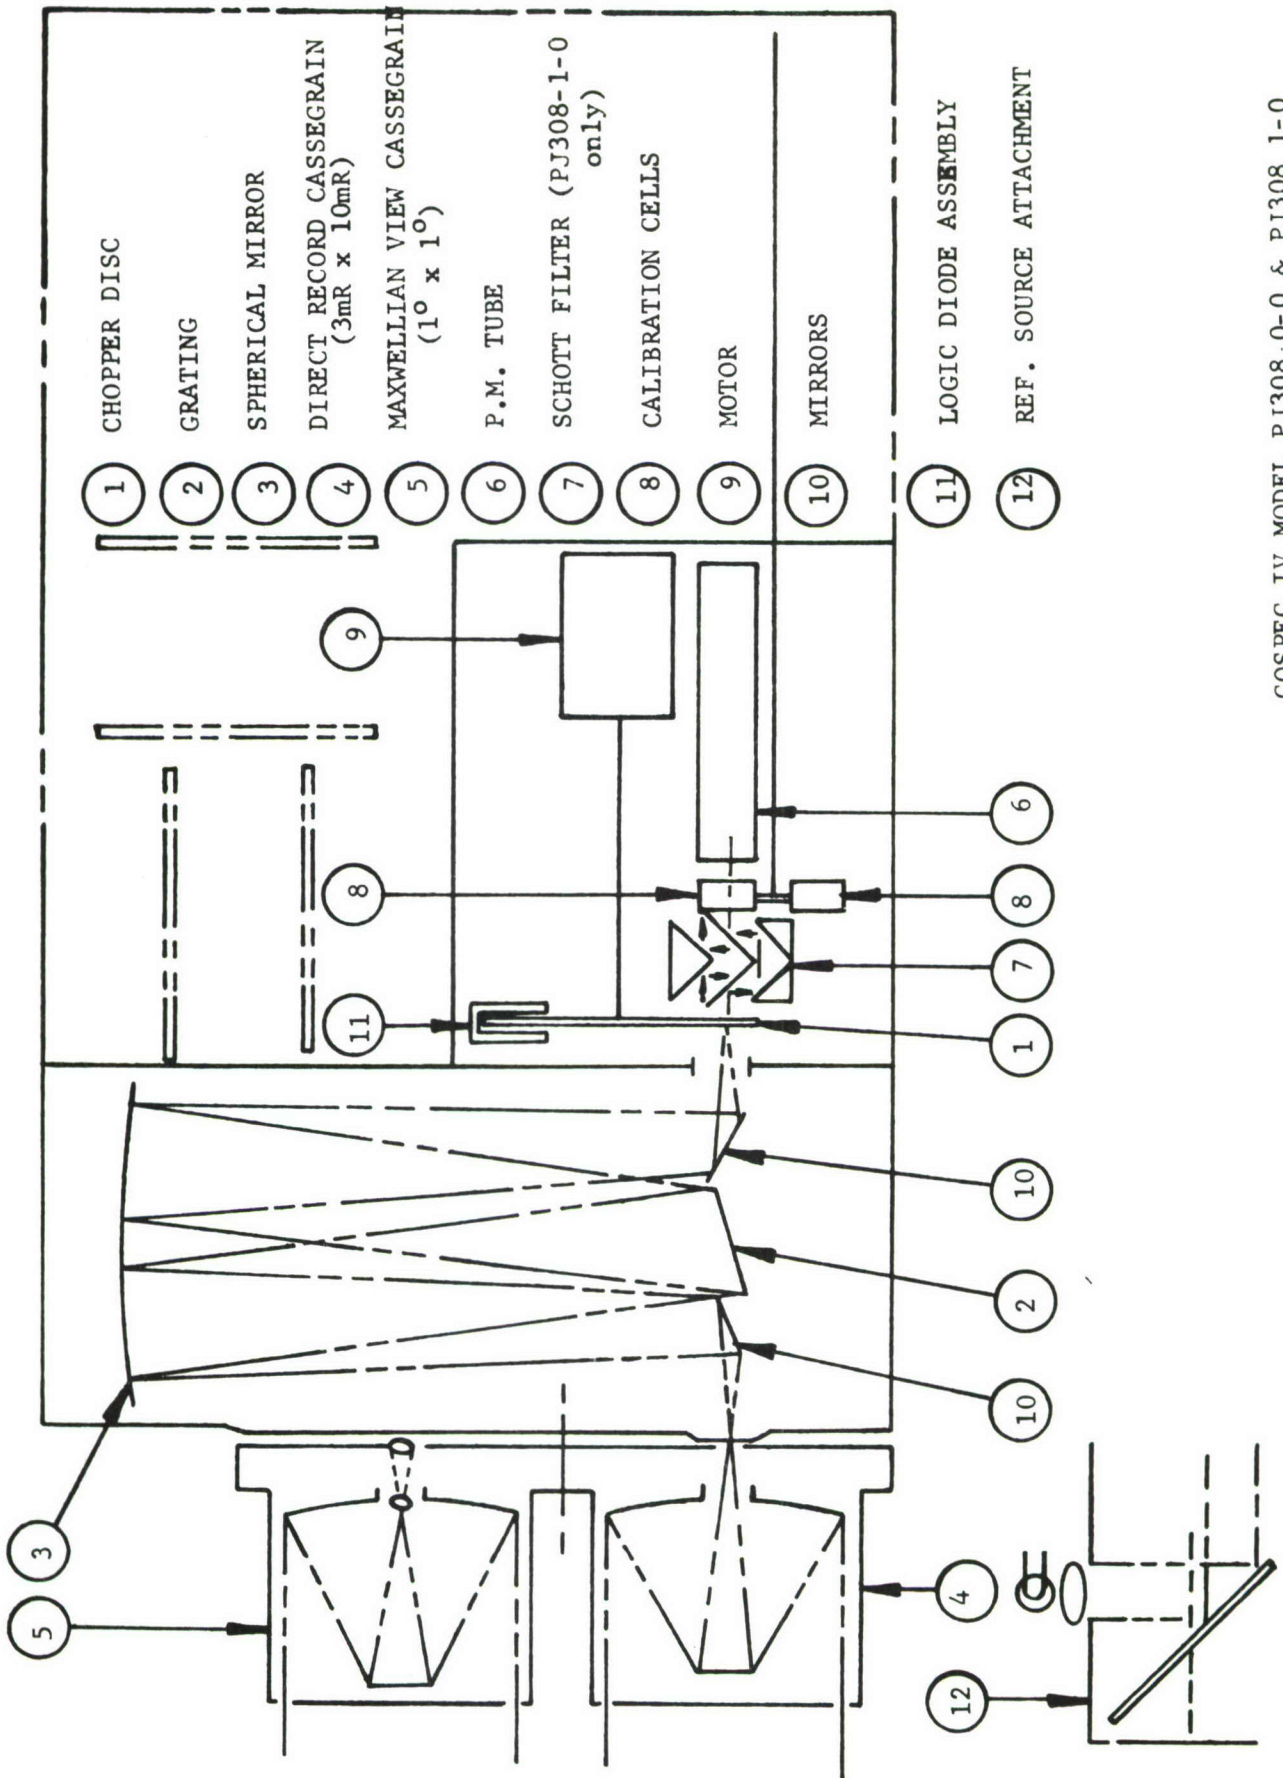 1 CHOPPER DISC
2 GRATING
3 SPHERICAL MIRROR
4 DIRECT RECORD CASSEGRAIN
(3mR x 10mR)
5 MAXWELLIAN VIEW CASSEGRAIN
(1° x 1°)
6 P.M. TUBE
7 SCHOTT FILTER (PJ308-1-0
only)
8 CALIBRATION CELLS
9 MOTOR
10 MIRRORS
11 LOGIC DIODE ASSEMBLY
12 REF. SOURCE ATTACHMENT
9
8
11
3
5
6
8
7
1
10
2
10
4
12